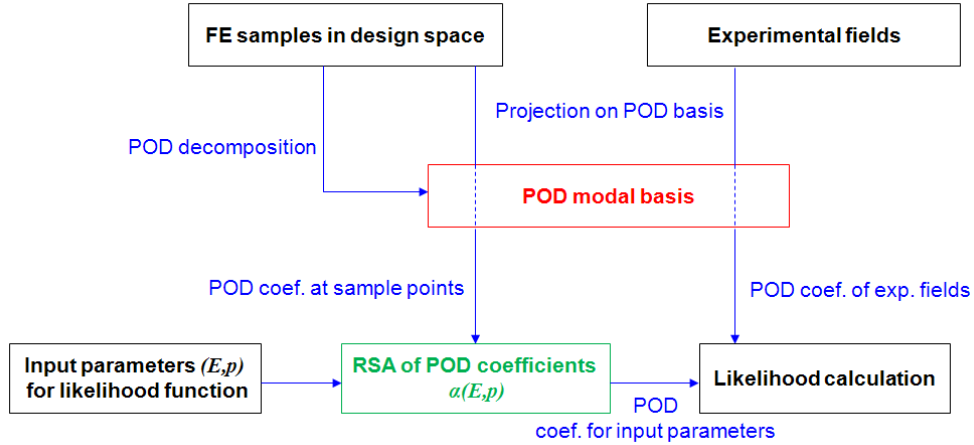 FE samples in design space
Experimental fields
Projection on POD basis
POD decomposition
POD modal basis
POD coef. at sample points
POD coef. of exp. fields
Input parameters (E,p)
for likelihood function
RSA of POD coefficients
α(E,p)
Likelihood calculation
POD
coef. for input parameters